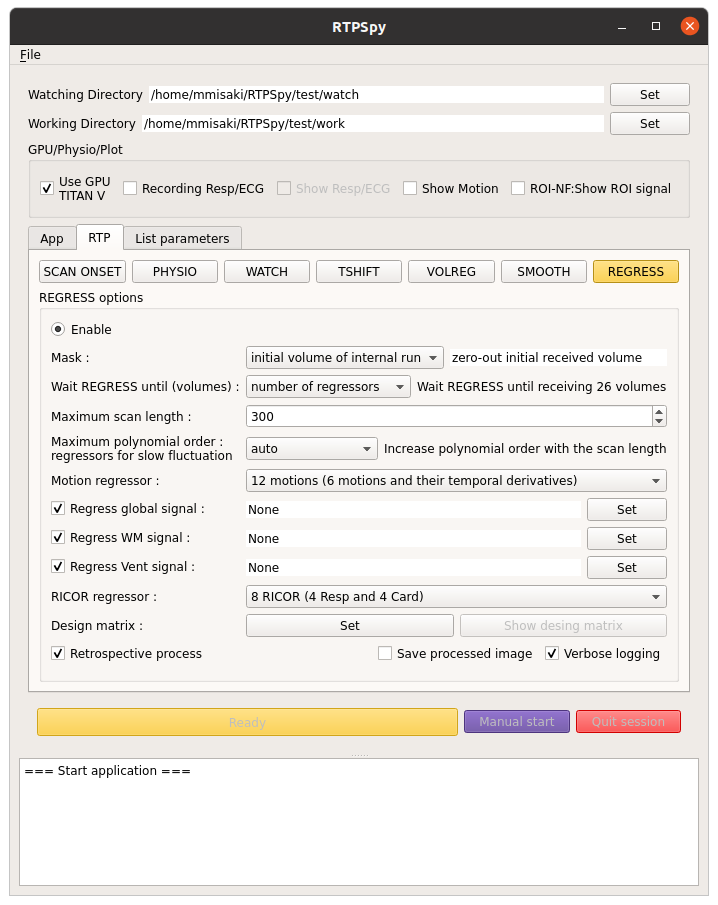 RTPSpy
File
Watching Directory /home/mmisaki/RTPSpy/test/watch Set
Working Directory /home/mmisaki/RTPSpy/test/work Set
GPU/Physio/Plot
Use GPU
TITAN V
Recording Resp/ECG Show Resp/ECG Show Motion ROI-NF:Show ROI signal
App RTP List parameters
SCAN ONSET PHYSIO WATCH TSHIFT VOLREG SMOOTH REGRESS
REGRESS options
Enable
Mask : initial volume of internal run zero-out initial received volume
Wait REGRESS until (volumes) : number of regressors Wait REGRESS until receiving 26 volumes
Maximum scan length : 300
Maximum polynomial order :
regressors for slow fluctuation
auto Increase polynomial order with the scan length
Motion regressor : 12 motions (6 motions and their temporal derivatives)
Regress global signal : None Set
Regress WM signal : None Set
Regress Vent signal : None Set
RICOR regressor : 8 RICOR (4 Resp and 4 Card)
Design matrix : Set Show desing matrix
Retrospective process Save processed image Verbose logging
Ready Manual start Quit session
=== Start application ===